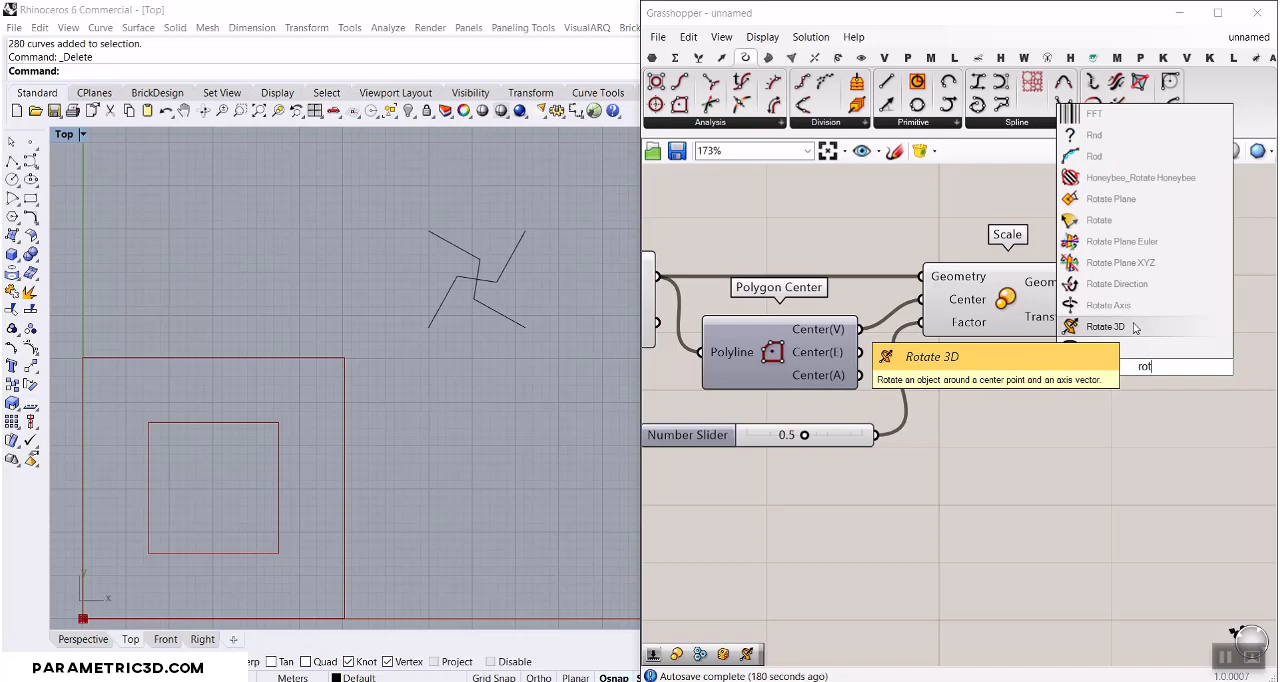 Rhinoceros 6 Commercial - [Top]
File Edit View Curve Surface Solid Mesh Dimension Transform Tools Analyze Render Panels Paneling Tools VisualARQ Brick
280 curves added to selection.
Command: _Delete
Command:
Standard CPlanes BrickDesign Set View Display Select Viewport Layout Visibility Transform Curve Tools
Top
y
x
Perspective Top Front Right
erp Tan Quad Knot Vertex Project Disable
PARAMETRIC3D.COM
Meters Default Grid Snap Ortho Planar Osnap
Grasshopper - unnamed
File Edit View Display Solution Help unnamed
V P M L H W H M P K V K L A
Analysis Division Primitive Spline
173%
FFT
Rnd
Rod
Honeybee_Rotate Honeybee
Rotate Plane
Rotate
Rotate Plane Euler
Rotate Plane XYZ
Rotate Direction
Rotate Axis
Rotate 3D
rot
Scale
Geometry Geom
Center
Factor Trans
Polygon Center
Center(V)
Polyline Center(E)
Center(A)
Rotate 3D
Rotate an object around a center point and an axis vector.
Number Slider 0.5
Autosave complete (180 seconds ago)
1.0.0007